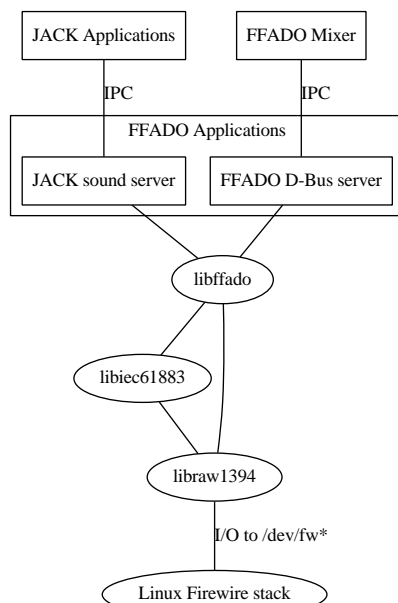 JACK Applications
FFADO Mixer
IPC
IPC
FFADO Applications
JACK sound server
FFADO D-Bus server
libffado
libiec61883
libraw1394
I/O to /dev/fw*
Linux Firewire stack